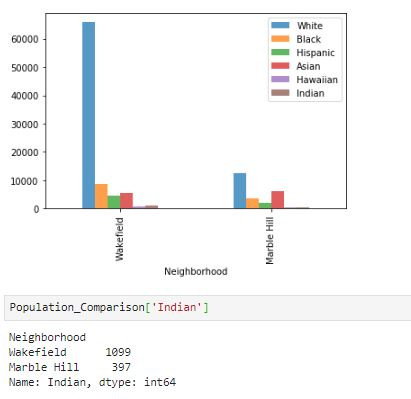 60000
50000
40000
30000
20000
10000
0
White
Black
Hispanic
Asian
Hawaiian
Indian
Wakefield
Marble Hill
Neighborhood
Population_Comparison['Indian']
Neighborhood
Wakefield 1099
Marble Hill 397
Name: Indian, dtype: int64